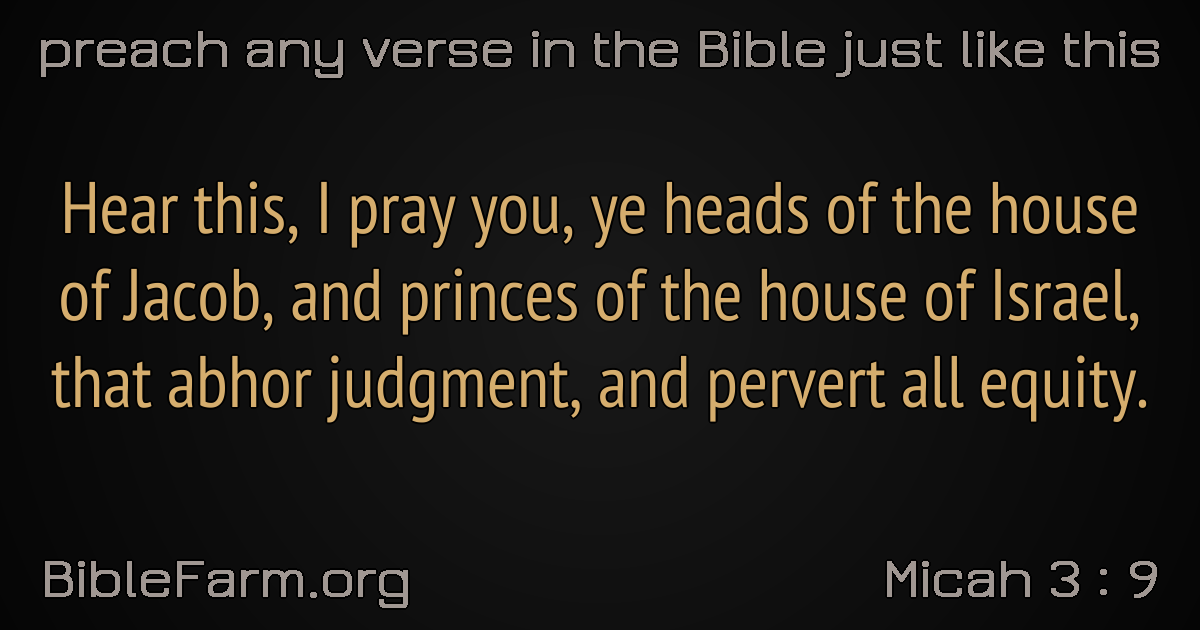 preach any verse in the Bible just like this
Hear this, I pray you, ye heads of the house
of Jacob, and princes of the house of Israel,
that abhor judgment, and pervert all equity.
BibleFarm.org
Micah 3 : 9